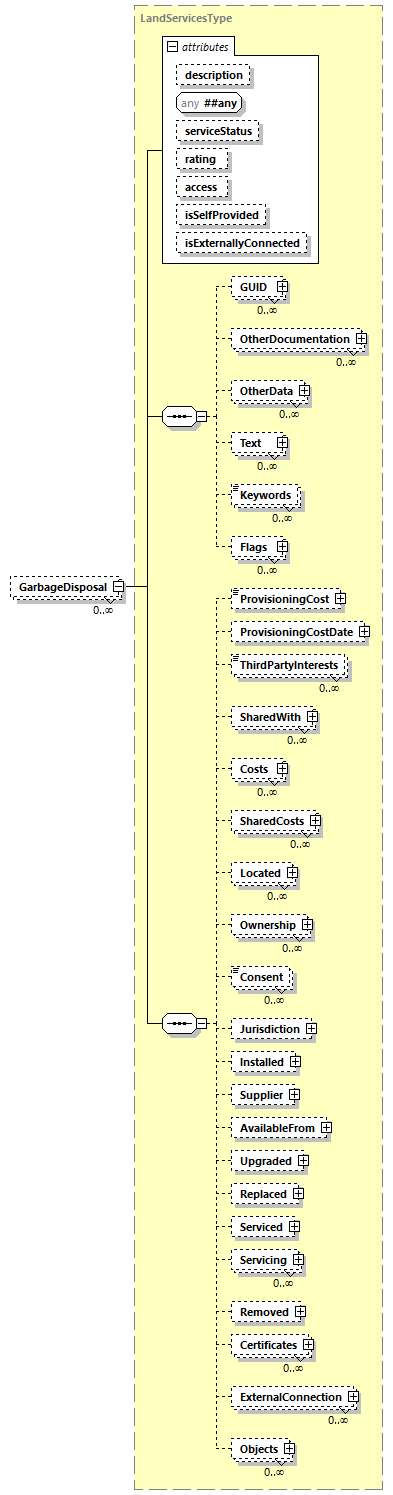 LandServicesType
attributes
description
any ##any
serviceStatus
rating
access
isSelfProvided
isExternallyConnected
GUID
0..∞
OtherDocumentation
0..∞
OtherData
0..∞
Text
0..∞
Keywords
0..∞
Flags
0..∞
GarbageDisposal
0..∞
ProvisioningCost
ProvisioningCostDate
ThirdPartyInterests
0..∞
SharedWith
0..∞
Costs
0..∞
SharedCosts
0..∞
Located
0..∞
Ownership
0..∞
Consent
0..∞
Jurisdiction
Installed
Supplier
AvailableFrom
Upgraded
Replaced
Serviced
Servicing
0..∞
Removed
Certificates
0..∞
ExternalConnection
0..∞
Objects
0..∞